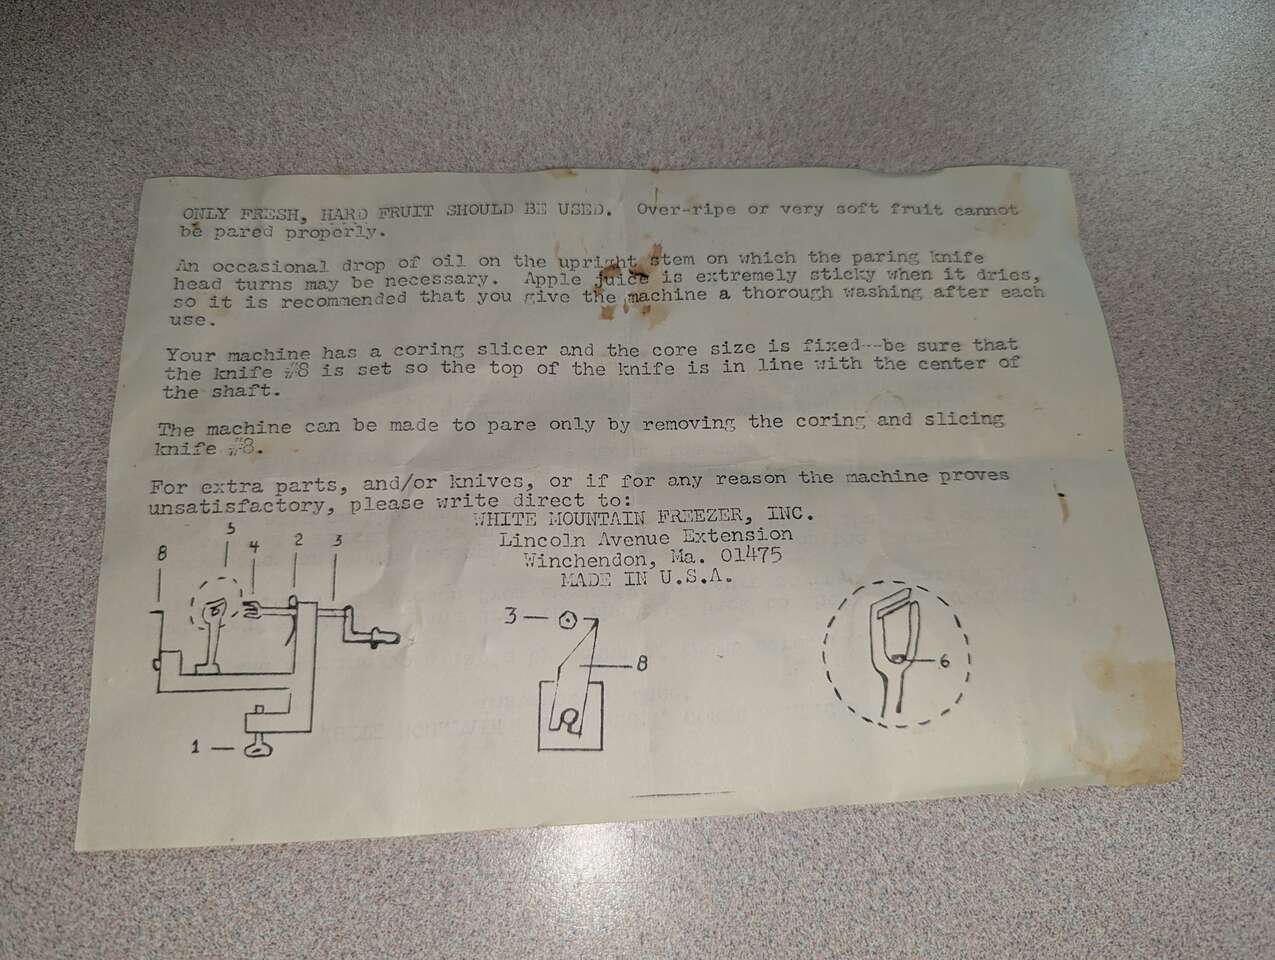 ONLY FRESH, HARD FRUIT SHOULD BE USED. Over-ripe or very soft fruit cannot
be pared properly.
An occasional drop of oil on the upright stem on which the paring knife
head turns may be necessary. Apple juice is extremely sticky when it dries,
so it is recommended that you give the machine a thorough washing after each
use.
Your machine has a coring slicer and the core size is fixed---be sure that
the knife #8 is set so the top of the knife is in line with the center of
the shaft.
The machine can be made to pare only by removing the coring and slicing
knife #8.
For extra parts, and/or knives, or if for any reason the machine proves
unsatisfactory, please write direct to:
WHITE MOUNTAIN FREEZER, INC.
Lincoln Avenue Extension
Winchendon, Ma. 01475
MADE IN U.S.A.
8 5 4 2 3
1
3
8
6